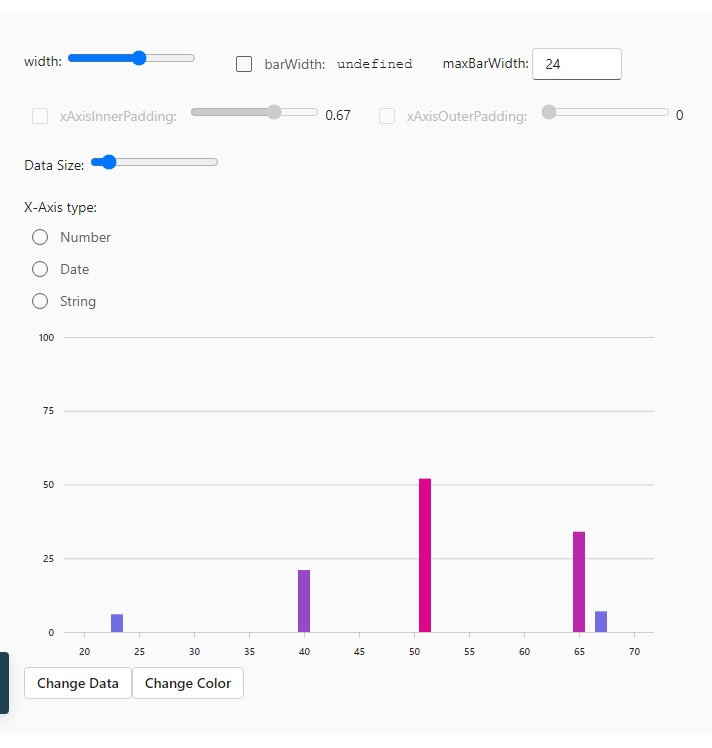 width: barWidth: undefined maxBarWidth: 24
xAxisInnerPadding: 0.67 xAxisOuterPadding: 0
Data Size:
X-Axis type:
Number
Date
String
100
75
50
25
0
20 25 30 35 40 45 50 55 60 65 70
Change Data Change Color